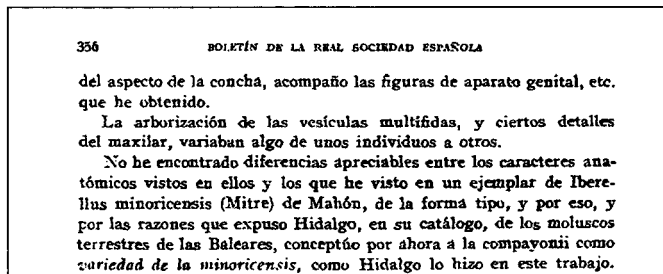 356 BOLETÍN DE LA REAL SOCIEDAD ESPAÑOLA
del aspecto de la concha, acompaño las figuras de aparato genital, etc.
que he obtenido.
La arborización de las vesículas multífidas, y ciertos detalles
del maxilar, variaban algo de unos individuos a otros.
No he encontrado diferencias apreciables entre los caracteres ana-
tómicos vistos en ellos y los que he visto en un ejemplar de Ibere-
llus minoricensis (Mitre) de Mahón, de la forma tipo, y por eso, y
por las razones que expuso Hidalgo, en su catálogo, de los moluscos
terrestres de las Baleares, conceptúo por ahora a la compayonii como
variedad de la minoricensis, como Hidalgo lo hizo en este trabajo.